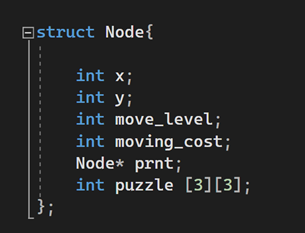 struct Node{
int x;
int y;
int move_level;
int moving_cost;
Node* prnt;
int puzzle [3][3];
};